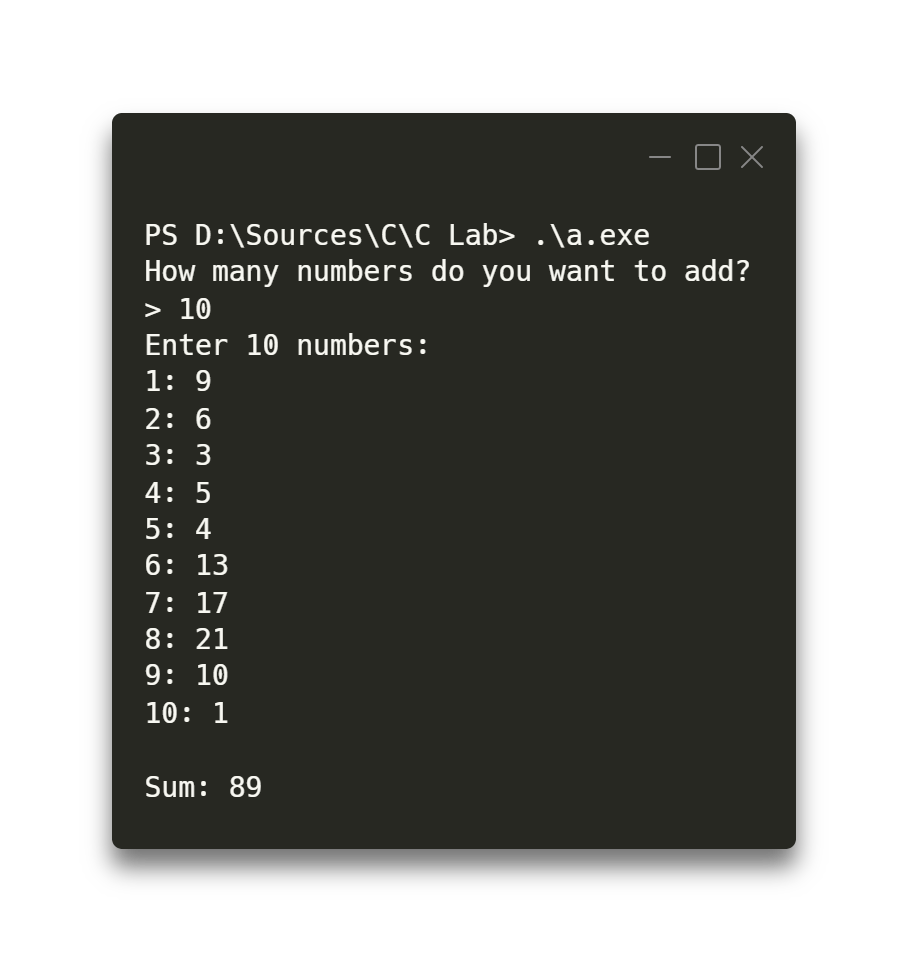 PS D:\Sources\C\C Lab> .\a.exe
How many numbers do you want to add?
> 10
Enter 10 numbers:
1: 9
2: 6
3: 3
4: 5
5: 4
6: 13
7: 17
8: 21
9: 10
10: 1
Sum: 89